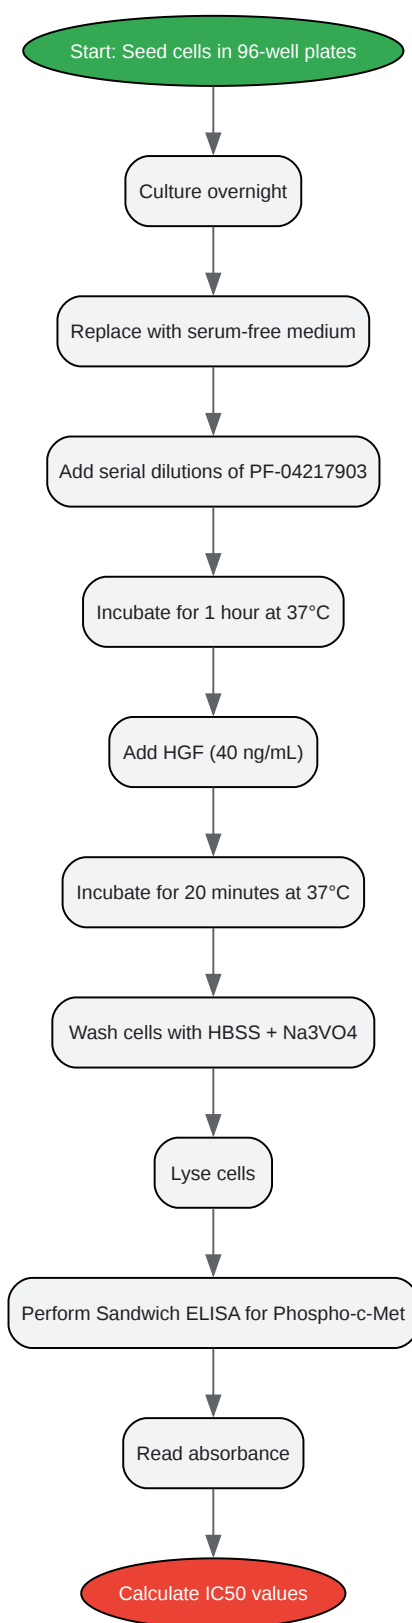 Start: Seed cells in 96-well plates
Culture overnight
Replace with serum-free medium
Add serial dilutions of PF-04217903
Incubate for 1 hour at 37°C
Add HGF (40 ng/mL)
Incubate for 20 minutes at 37°C
Wash cells with HBSS + Na3VO4
Lyse cells
Perform Sandwich ELISA for Phospho-c-Met
Read absorbance
Calculate IC50 values